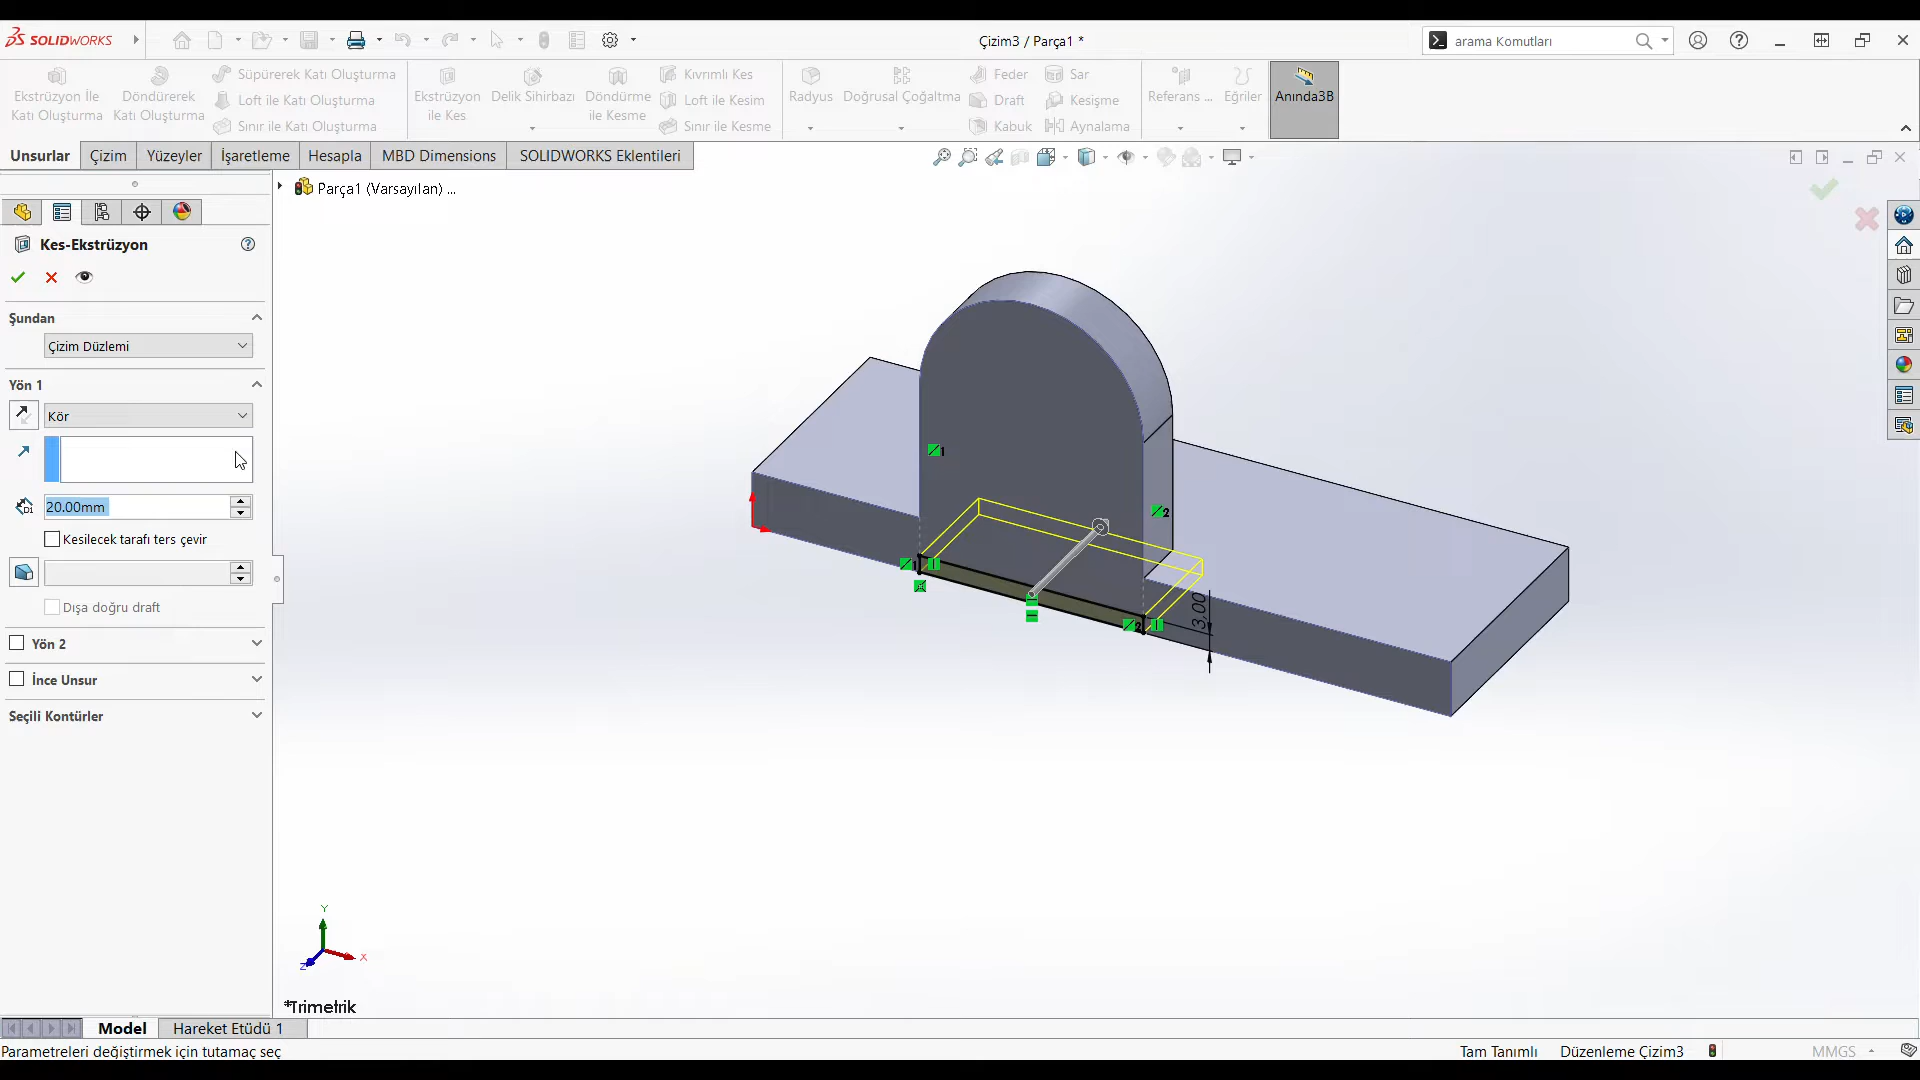 SOLIDWORKS
Çizim3 / Parça1 *
arama Komutları
Ekstrüzyon İle
Katı Oluşturma
Döndürerek
Katı Oluşturma
Süpürerek Katı Oluşturma
Loft ile Katı Oluşturma
Sınır ile Katı Oluşturma
Ekstrüzyon
ile Kes
Delik Sihirbazı
Döndürme
ile Kesme
Kıvrımlı Kes
Loft ile Kesim
Sınır ile Kesme
Radyus
Doğrusal Çoğaltma
Feder
Draft
Kabuk
Sar
Kesişme
Aynalama
Referans ...
Eğriler
Anında3B
Unsurlar
Çizim
Yüzeyler
İşaretleme
Hesapla
MBD Dimensions
SOLIDWORKS Eklentileri
Parça1 (Varsayılan) ...
Kes-Ekstrüzyon
Şundan
Çizim Düzlemi
Yön 1
Kör
D1
20.00mm
Kesilecek tarafı ters çevir
Dışa doğru draft
Yön 2
İnce Unsur
Seçili Kontürler
1
2
1
2
3,00
Y
X
Z
*Trimetrik
Model
Hareket Etüdü 1
Parametreleri değiştirmek için tutamaç seç
Tam Tanımlı
Düzenleme Çizim3
MMGS